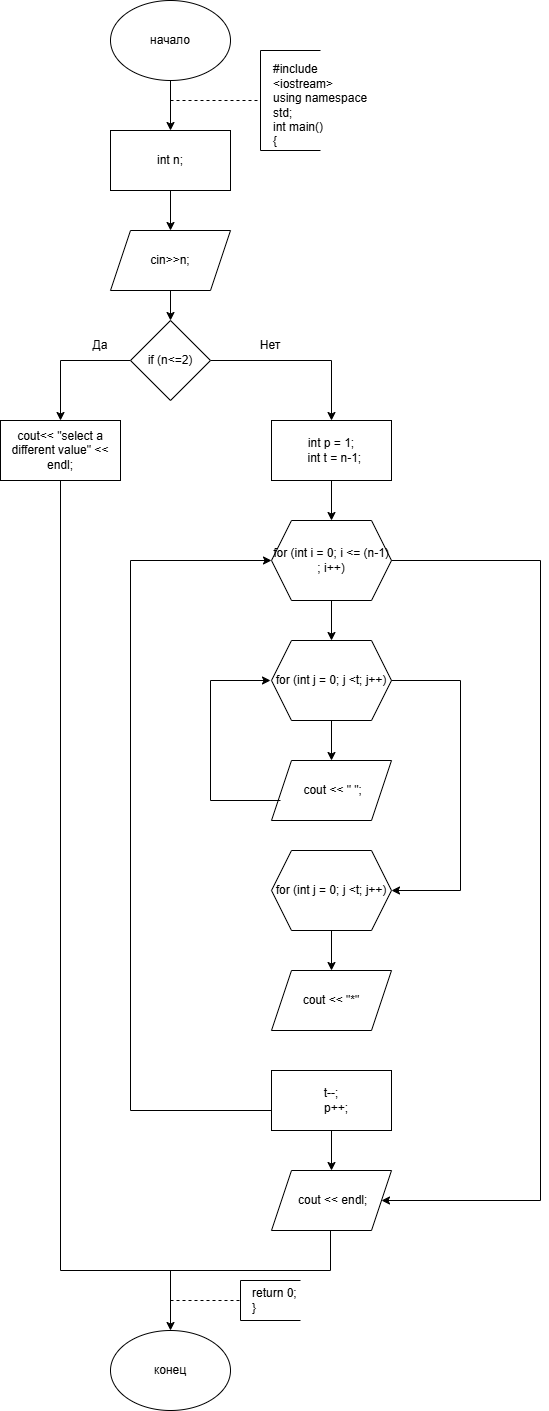 начало
#include
<iostream>
using namespace
std;
int main()
{
int n;
cin>>n;
if (n<=2)
Да
Нет
cout<< "select a
different value" <<
endl;
int p = 1;
int t = n-1;
for (int i = 0; i <= (n-1)
; i++)
for (int j = 0; j <t; j++)
cout << " ";
for (int j = 0; j <t; j++)
cout << "*"
t--;
p++;
cout << endl;
return 0;
}
конец